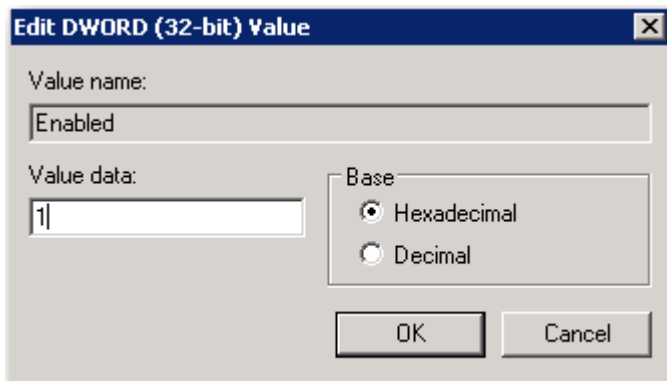 Edit DWORD (32-bit) Value
Value name:
Enabled
Value data:
1
Base
Hexadecimal
Decimal
OK
Cancel